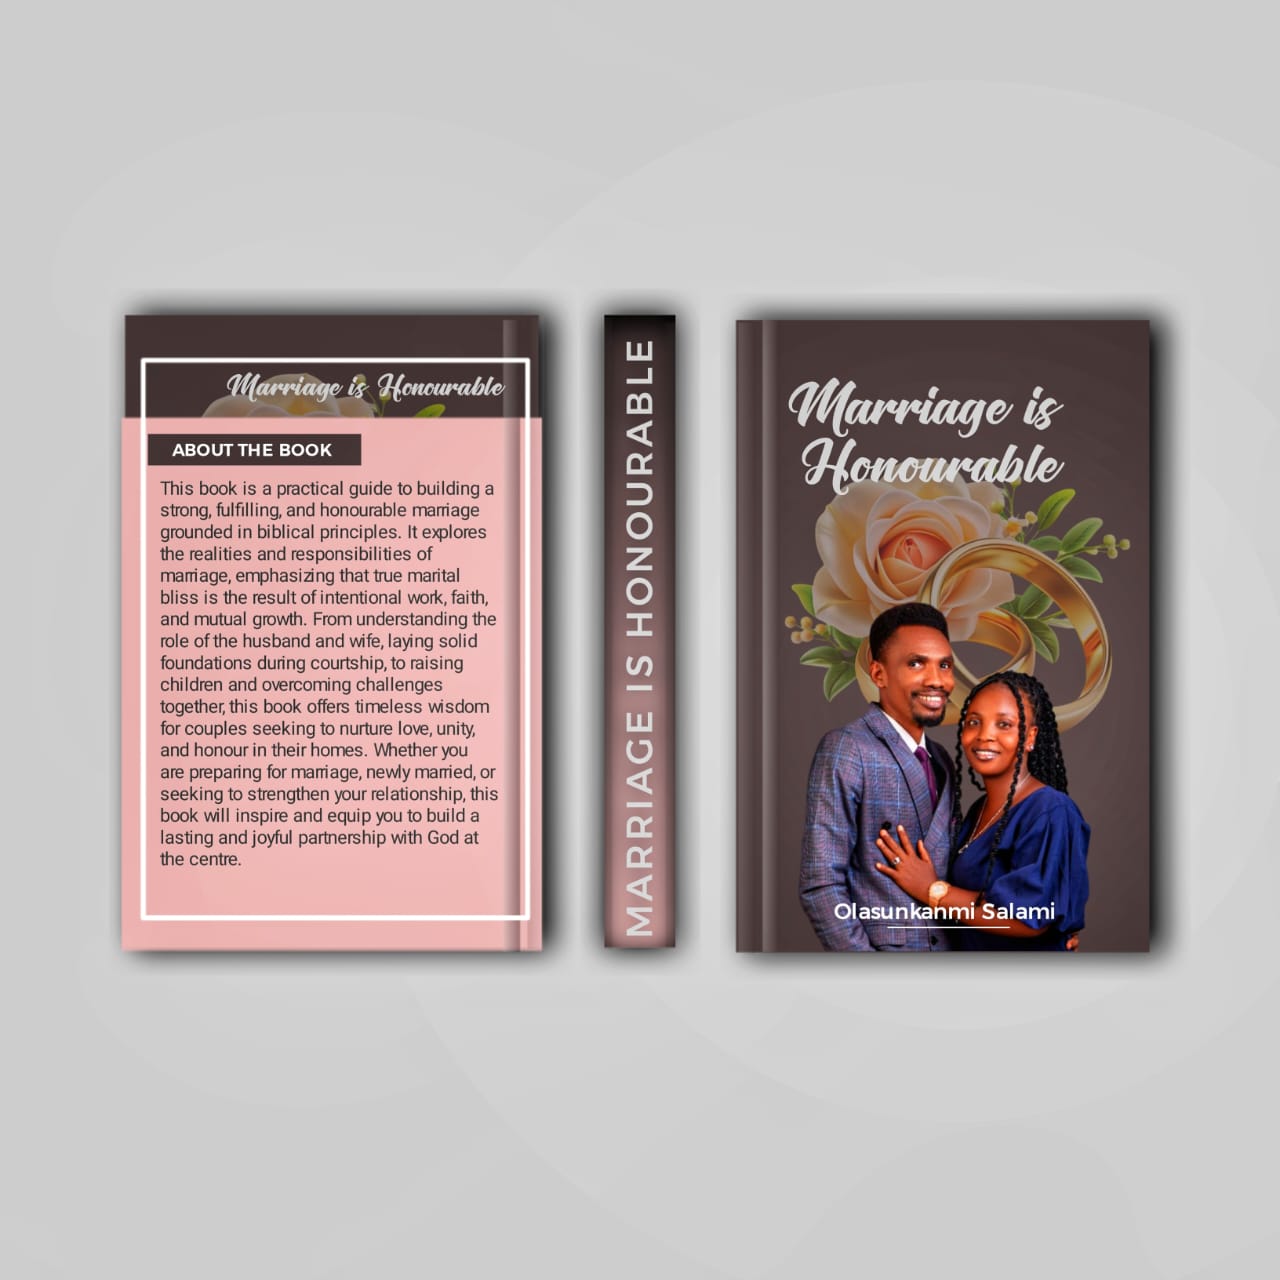 Marriage is Honourable
ABOUT THE BOOK
This book is a practical guide to building a
strong, fulfilling, and honourable marriage
grounded in biblical principles. It explores
the realities and responsibilities of
marriage, emphasizing that true marital
bliss is the result of intentional work, faith,
and mutual growth. From understanding the
role of the husband and wife, laying solid
foundations during courtship, to raising
children and overcoming challenges
together, this book offers timeless wisdom
for couples seeking to nurture love, unity,
and honour in their homes. Whether you
are preparing for marriage, newly married, or
seeking to strengthen your relationship, this
book will inspire and equip you to build a
lasting and joyful partnership with God at
the centre.
MARRIAGE IS HONOURABLE
Marriage is
Honourable
Olasunkanmi Salami